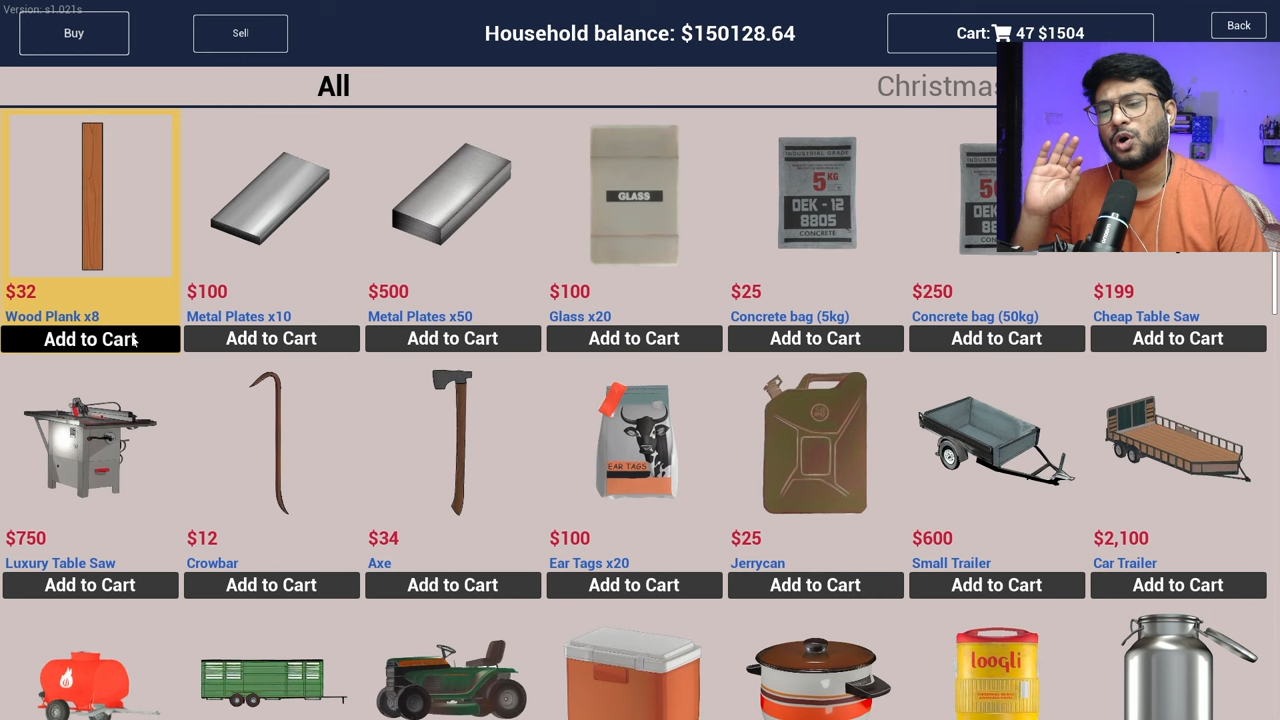 Version: s1.021s
Buy
Sell
Household balance: $150128.64
Cart: 47 $1504
Back
All
Christmas
GLASS
INDUSTRIAL GRADE
5 KG
DEK - 12
8805
CONCRETE
$32
$100
$500
$100
$25
$250
$199
Wood Plank x8
Metal Plates x10
Metal Plates x50
Glass x20
Concrete bag (5kg)
Concrete bag (50kg)
Cheap Table Saw
Add to Cart
Add to Cart
Add to Cart
Add to Cart
Add to Cart
Add to Cart
Add to Cart
EAR TAGS
$750
$12
$34
$100
$25
$600
$2,100
Luxury Table Saw
Crowbar
Axe
Ear Tags x20
Jerrycan
Small Trailer
Car Trailer
Add to Cart
Add to Cart
Add to Cart
Add to Cart
Add to Cart
Add to Cart
Add to Cart
loogli